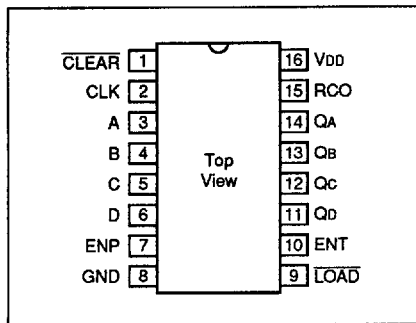 CLEAR 1 16 VDD
CLK 2 15 RCO
A 3 14 QA
B 4 13 QB
C 5 12 QC
D 6 11 QD
ENP 7 10 ENT
GND 8 9 LOAD
Top
View